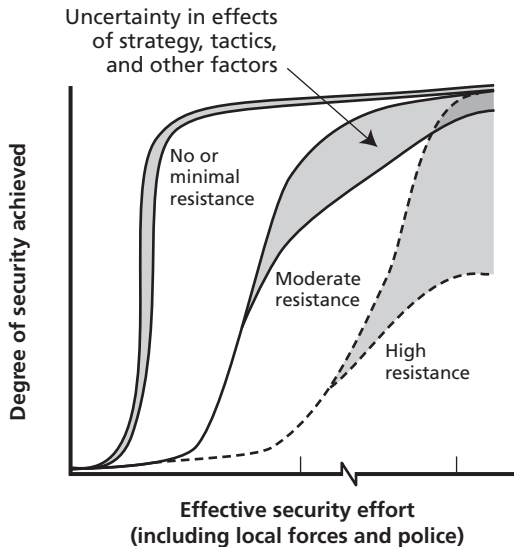 Uncertainty in effects
of strategy, tactics,
and other factors
No or
minimal
resistance
Moderate
resistance
High
resistance
Degree of security achieved
Effective security effort
(including local forces and police)